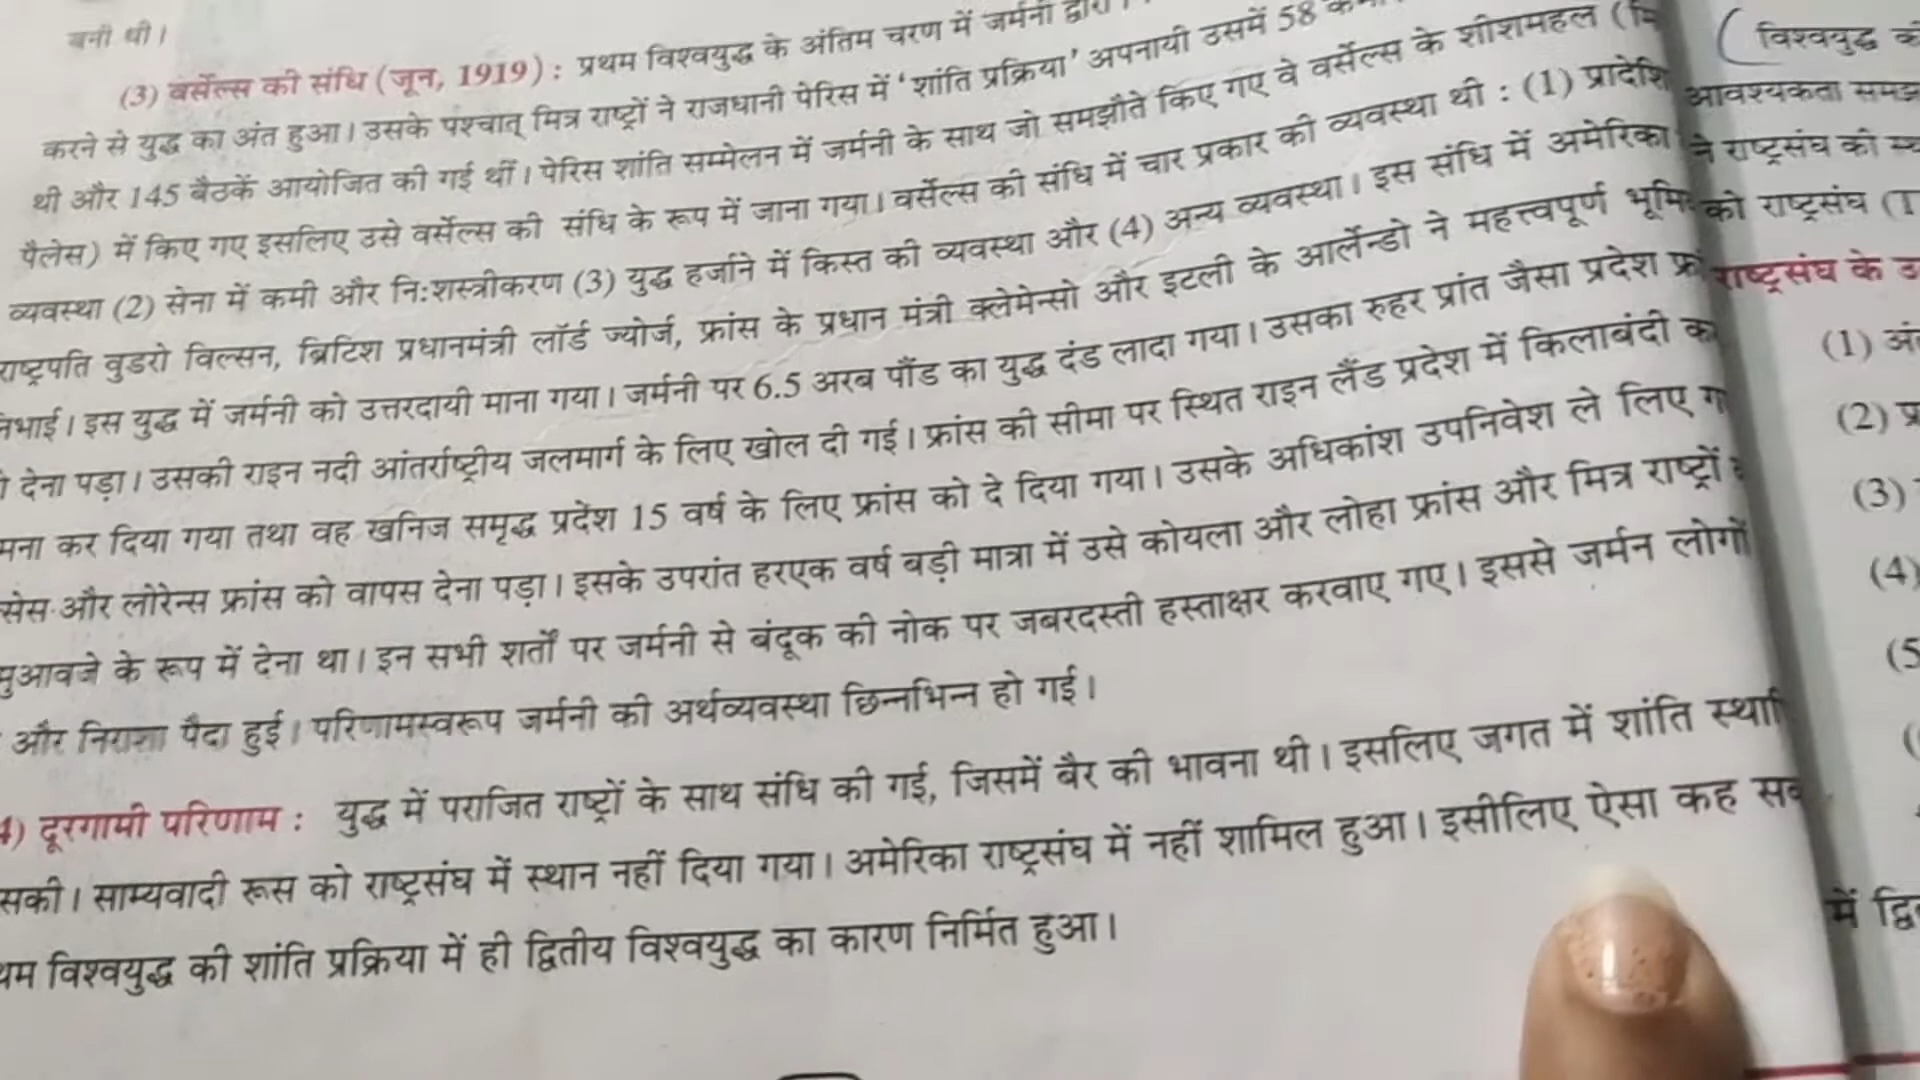 बनी थी।
(3) वर्सेल्स की संधि (जून, 1919) : प्रथम विश्वयुद्ध के अंतिम चरण में जर्मनी द्वारा
करने से युद्ध का अंत हुआ। उसके पश्चात् मित्र राष्ट्रों ने राजधानी पेरिस में 'शांति प्रक्रिया' अपनायी उसमें 58
थी और 145 बैठकें आयोजित की गई थीं। पेरिस शांति सम्मेलन में जर्मनी के साथ जो समझौते किए गए वे वर्सेल्स के शीशमहल
पैलेस) में किए गए इसलिए उसे वर्सेल्स की संधि के रूप में जाना गया। वर्सेल्स की संधि में चार प्रकार की व्यवस्था थी : (1) प्रादेशि
व्यवस्था (2) सेना में कमी और नि:शस्त्रीकरण (3) युद्ध हर्जाने में किस्त की व्यवस्था और (4) अन्य व्यवस्था। इस संधि में अमेरिका
राष्ट्रपति वुडरो विल्सन, ब्रिटिश प्रधानमंत्री लॉर्ड ज्योर्ज, फ्रांस के प्रधान मंत्री क्लेमेन्सो और इटली के आर्लेन्डो ने महत्त्वपूर्ण भूमि
नेभाई। इस युद्ध में जर्मनी को उत्तरदायी माना गया। जर्मनी पर 6.5 अरब पौंड का युद्ध दंड लादा गया। उसका रुहर प्रांत जैसा प्रदेश फ्रां
देना पड़ा। उसकी राइन नदी आंतर्राष्ट्रीय जलमार्ग के लिए खोल दी गई। फ्रांस की सीमा पर स्थित राइन लैंड प्रदेश में किलाबंदी क
मना कर दिया गया तथा वह खनिज समृद्ध प्रदेश 15 वर्ष के लिए फ्रांस को दे दिया गया। उसके अधिकांश उपनिवेश ले लिए ग
सेस और लोरेन्स फ्रांस को वापस देना पड़ा। इसके उपरांत हरएक वर्ष बड़ी मात्रा में उसे कोयला और लोहा फ्रांस और मित्र राष्ट्रों
मुआवजे के रूप में देना था। इन सभी शर्तों पर जर्मनी से बंदूक की नोक पर जबरदस्ती हस्ताक्षर करवाए गए। इससे जर्मन लोगों
और निराशा पैदा हुई। परिणामस्वरूप जर्मनी की अर्थव्यवस्था छिन्नभिन्न हो गई।
4) दूरगामी परिणाम : युद्ध में पराजित राष्ट्रों के साथ संधि की गई, जिसमें बैर की भावना थी। इसलिए जगत में शांति स्थापि
सकी। साम्यवादी रूस को राष्ट्रसंघ में स्थान नहीं दिया गया। अमेरिका राष्ट्रसंघ में नहीं शामिल हुआ। इसीलिए ऐसा कह सक
थम विश्वयुद्ध की शांति प्रक्रिया में ही द्वितीय विश्वयुद्ध का कारण निर्मित हुआ।
विश्वयुद्ध की
आवश्यकता समझ
ने राष्ट्रसंघ की स्थ
को राष्ट्रसंघ
राष्ट्रसंघ के उ
(1) अं
(2) प्र
(3)
(4)
(5
में द्वि